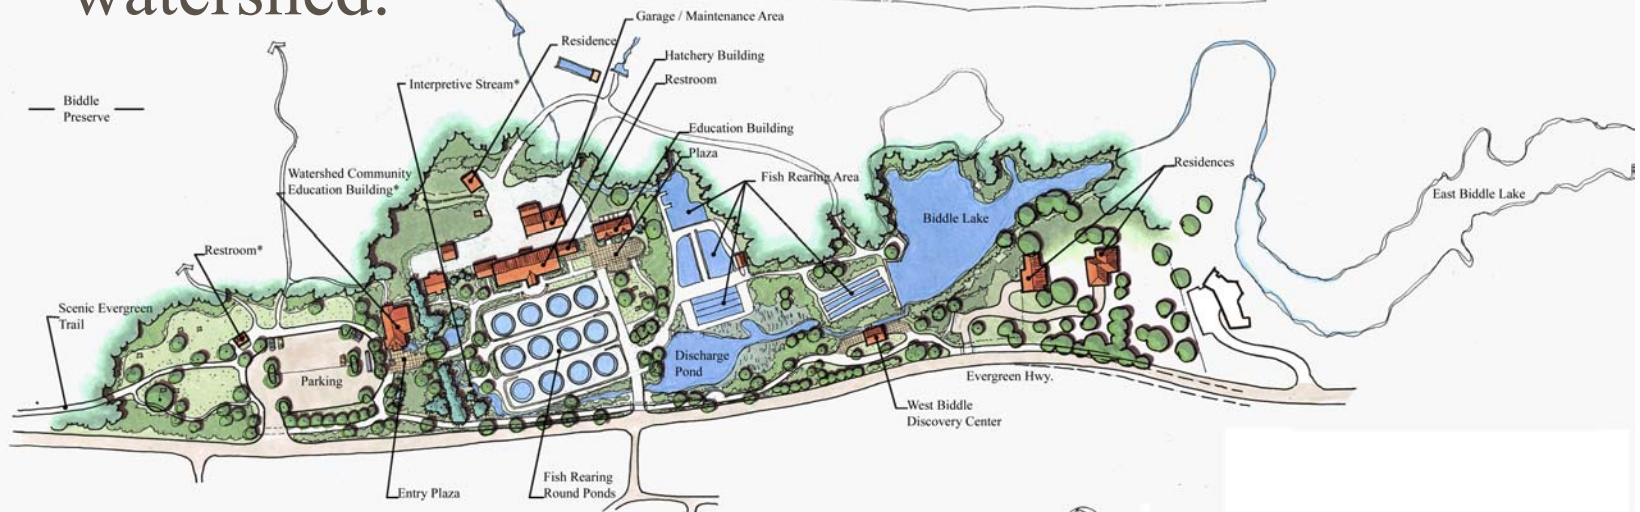 watershed.
Garage / Maintenance Area
Residence
Hatchery Building
Restroom
Interpretive Stream*
Biddle
Preserve
Education Building
Plaza
Watershed Community
Education Building*
Fish Rearing Area
Residences
East Biddle Lake
Biddle Lake
Restroom*
Scenic Evergreen
Trail
Discharge
Pond
Parking
Evergreen Hwy.
West Biddle
Discovery Center
Fish Rearing
Round Ponds
Entry Plaza